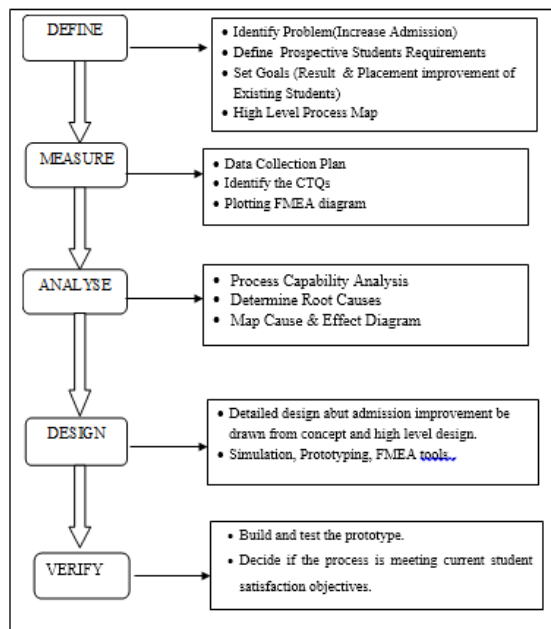 DEFINE
• Identify Problem(Increase Admission)
• Define Prospective Students Requirements
• Set Goals (Result & Placement improvement of
Existing Students)
• High Level Process Map
MEASURE
• Data Collection Plan
• Identify the CTQs
• Plotting FMEA diagram
ANALYSE
• Process Capability Analysis
• Determine Root Causes
• Map Cause & Effect Diagram
DESIGN
• Detailed design abut admission improvement be
drawn from concept and high level design.
• Simulation, Prototyping, FMEA tools..
VERIFY
• Build and test the prototype.
• Decide if the process is meeting current student
satisfaction objectives.